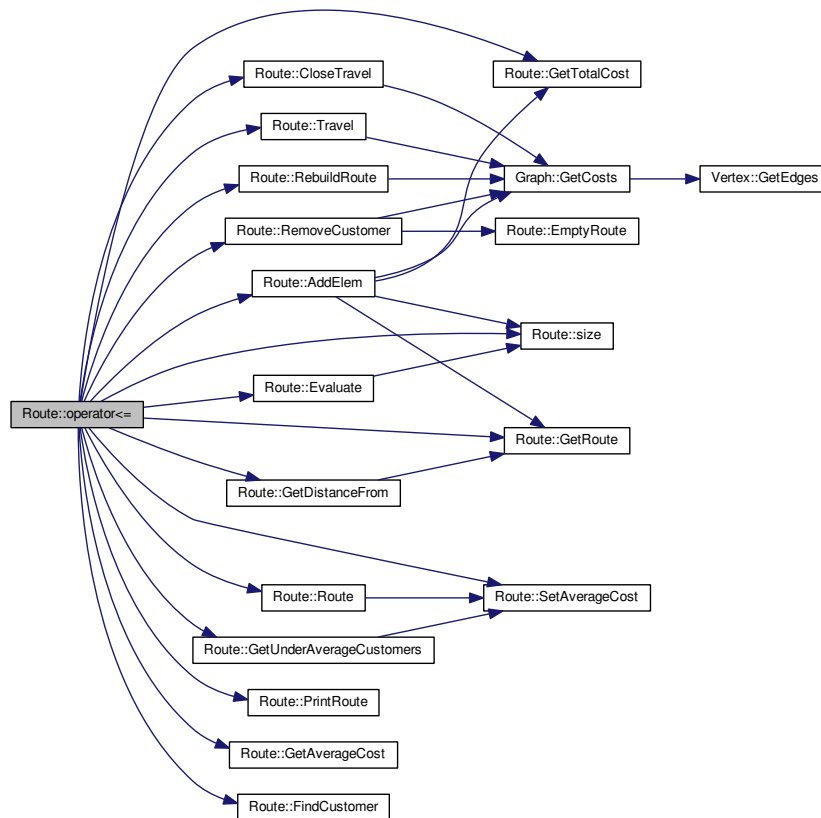 Route::GetTotalCost
Route::CloseTravel
Route::Travel
Route::RebuildRoute
Graph::GetCosts
Vertex::GetEdges
Route::RemoveCustomer
Route::EmptyRoute
Route::AddElem
Route::size
Route::Evaluate
Route::operator<=
Route::GetRoute
Route::GetDistanceFrom
Route::Route
Route::SetAverageCost
Route::GetUnderAverageCustomers
Route::PrintRoute
Route::GetAverageCost
Route::FindCustomer